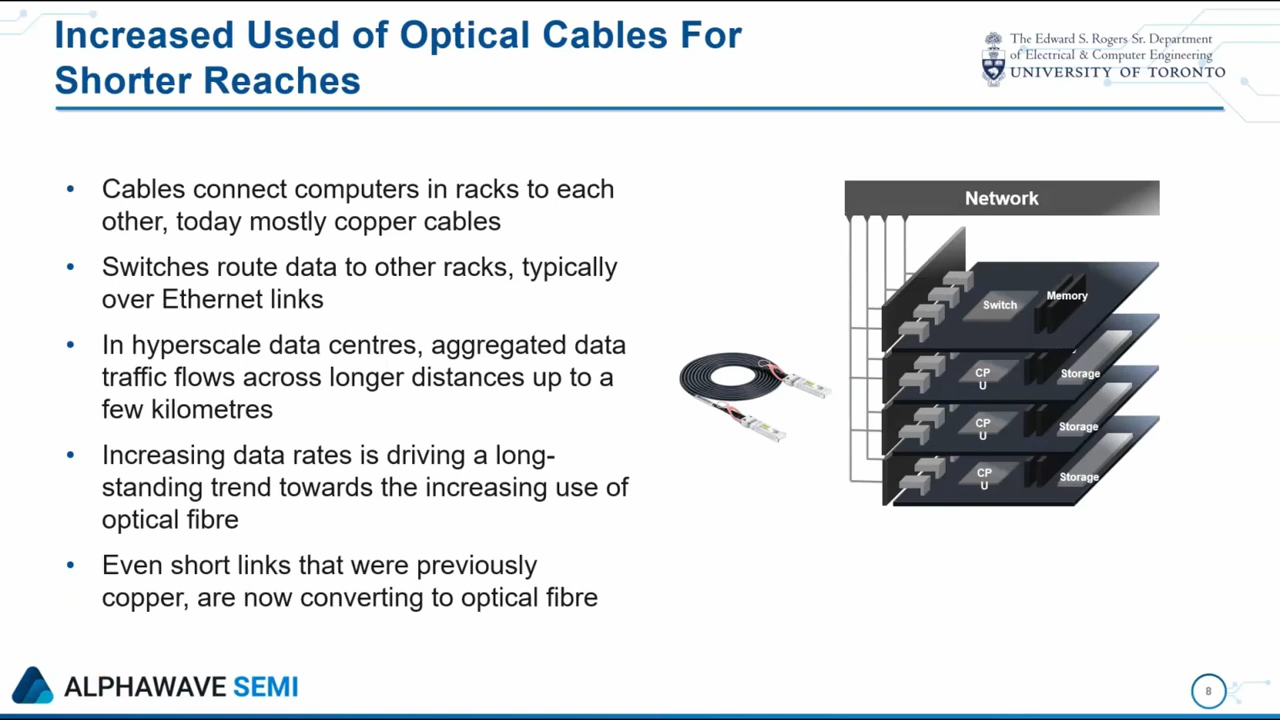 Increased Used of Optical Cables For
Shorter Reaches
The Edward S. Rogers Sr. Department
of Electrical & Computer Engineering
UNIVERSITY OF TORONTO
• Cables connect computers in racks to each
other, today mostly copper cables
• Switches route data to other racks, typically
over Ethernet links
• In hyperscale data centres, aggregated data
traffic flows across longer distances up to a
few kilometres
• Increasing data rates is driving a long-
standing trend towards the increasing use of
optical fibre
• Even short links that were previously
copper, are now converting to optical fibre
Network
Switch
Memory
CP
U
Storage
CP
U
Storage
CP
U
Storage
ALPHAWAVE SEMI
8